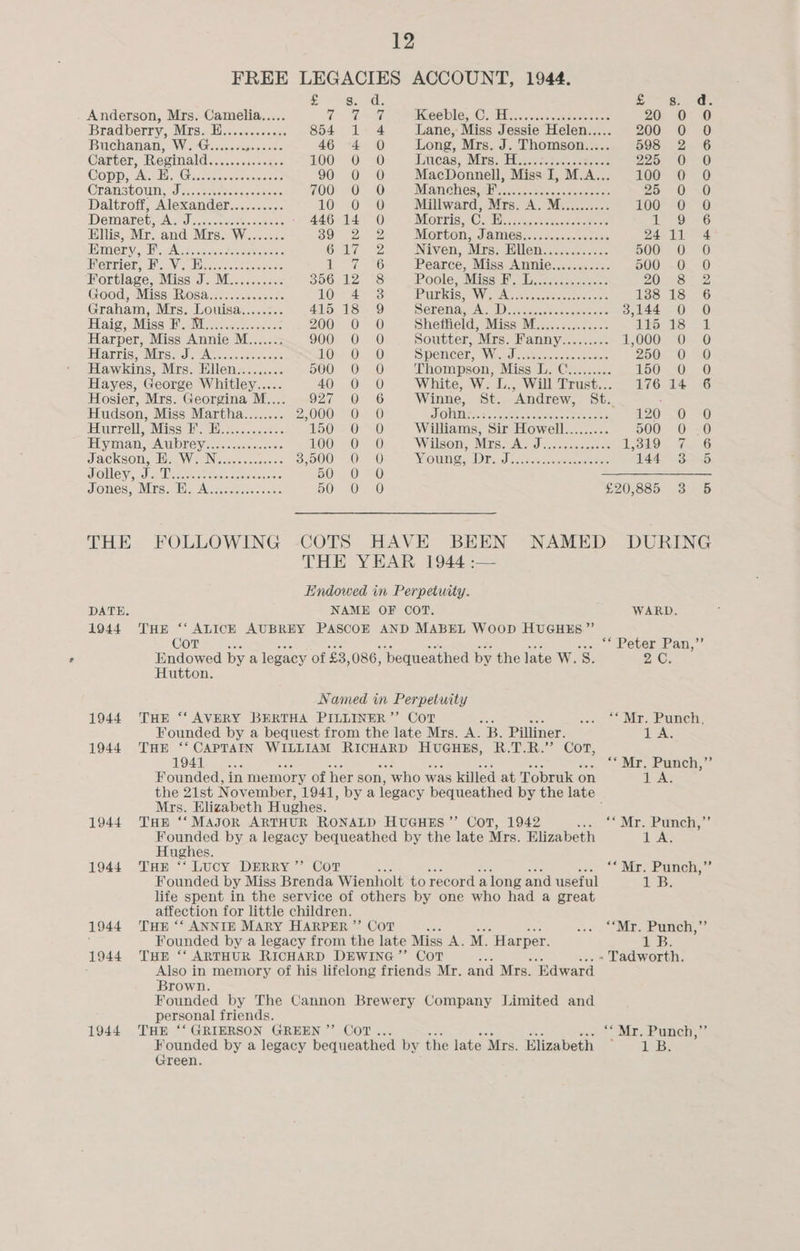 12
FREE LEGACIES ACCOUNT, 1944.
£ s. d.
Anderson, Mrs. Camelia..... 7 7 7
Bradberry, Mrs. E............ 854 1 4
Buchanan, W. G............. 46 4 0
Carter, Reginald.............. 100 0 0
Copp, A. E. G................ 90 0 0
Cranstoun, J.................. 700 0 0
Daltroff, Alexander.......... 10 0 0
Demaret, A. J................ 446 14 0
Ellis, Mr. and Mrs. W....... 39 2 2
Emery, F. A.................. 6 17 2
Ferrier, F. V. E.............. 1 7 6
Fortlage, Miss J. M.......... 356 12 8
Good, Miss Rosa.............. 10 4 3
Graham, Mrs. Louisa........ 415 18 9
Haig, Miss F. M.............. 200 0 0
Harper, Miss Annie M....... 900 0 0
Harris, Mrs. J. A............. 10 0 0
Hawkins, Mrs. Ellen......... 500 0 0
Hayes, George Whitley..... 40 0 0
Hosier, Mrs. Georgina M.... 927 0 6
Hudson, Miss Martha........ 2,000 0 0
Hurrell, Miss F. E............ 150 0 0
Hyman, Aubrey.............. 100 0 0
Jackson, E. W. N............. 3,500 0 0
Jolley, J. T.................... 50 0 0
Jones, Mrs. E. A.............. 50 0 0
£ s. d.
Keeble, C. H................... 20 0 0
Lane, Miss Jessie Helen..... 200 0 0
Long, Mrs. J. Thomson..... 598 2 6
Lucas, Mrs. H................. 225 0 0
MacDonnell, Miss I, M.A... 100 0 0
Manches, F.................... 25 0 0
Millward, Mrs. A. M.......... 100 0 0
Morris, C. E................... 1 9 6
Morton, James............... 24 11 4
Niven, Mrs. Ellen............ 500 0 0
Pearce, Miss Annie........... 500 0 0
Poole, Miss F. L.............. 20 8 2
Purkis, W. A.................. 138 18 6
Serena, A. D.................. 3,144 0 0
Sheffield, Miss M............. 115 18 1
Soutter, Mrs. Fanny......... 1,000 0 0
Spencer, W. J................. 250 0 0
Thompson, Miss L. C......... 150 0 0
White, W. L., Will Trust... 176 14 6
Winne, St. Andrew, St.
John......................... 120 0 0
Williams, Sir Howell......... 500 0 0
Wilson, Mrs. A. J............. 1,319 7 6
Young, Dr. J.................. 144 3 5
£20,885 3 5
THE FOLLOWING COTS HAVE BEEN NAMED DURING
THE YEAR 1944 :—
Endowed in Perpetuity.
DATE. NAME OF COT. WARD.
1944 THE “ ALICE AUBREY PASCOE AND MABEL WOOD HUGHES ”
COT ... ... ... ... ... ... “ Peter Pan,”
Endowed by a legacy of £3,086, bequeathed by the late W. S. 2 C.
Hutton.
Named in Perpetuity
1944 THE “ AVERY BERTHA PILLINER ” COT ... ... ... “ Mr. Punch,
Founded by a bequest from the late Mrs. A. B. Pilliner. 1 A.
1944 THE “ CAPTAIN WILLIAM RICHARD HUGHES, R.T.R.” COT,
1941 ... ... ... ... ... ... “ Mr. Punch,”
Founded, in memory of her son, who was killed at Tobruk on 1 A.
the 21st November, 1941, by a legacy bequeathed by the late
Mrs. Elizabeth Hughes.
1944 THE “ MAJOR ARTHUR RONALD HUGHES ” COT, 1942 ... “ Mr. Punch,”
Founded by a legacy bequeathed by the late Mrs. Elizabeth 1 A.
Hughes.
1944 THE “ LUCY DERRY ” COT ... ... ... ... ... “ Mr. Punch,”
Founded by Miss Brenda Wienholt to record a long and useful 1 B.
life spent in the service of others by one who had a great
affection for little children.
1944 THE “ ANNIE MARY HARPER ” COT ... ... ... ... “Mr. Punch,”
Founded by a legacy from the late Miss A. M. Harper. 1 B.
1944 THE “ ARTHUR RICHARD DEWING ” COT ... ... ... Tadworth.
Also in memory of his lifelong friends Mr. and Mrs. Edward
Brown.
Founded by The Cannon Brewery Company Limited and
personal friends.
1944 THE “ GRIERSON GREEN ” COT ... ... ... ... ... “ Mr. Punch,”
Founded by a legacy bequeathed by the late Mrs. Elizabeth 1 B.
Green.